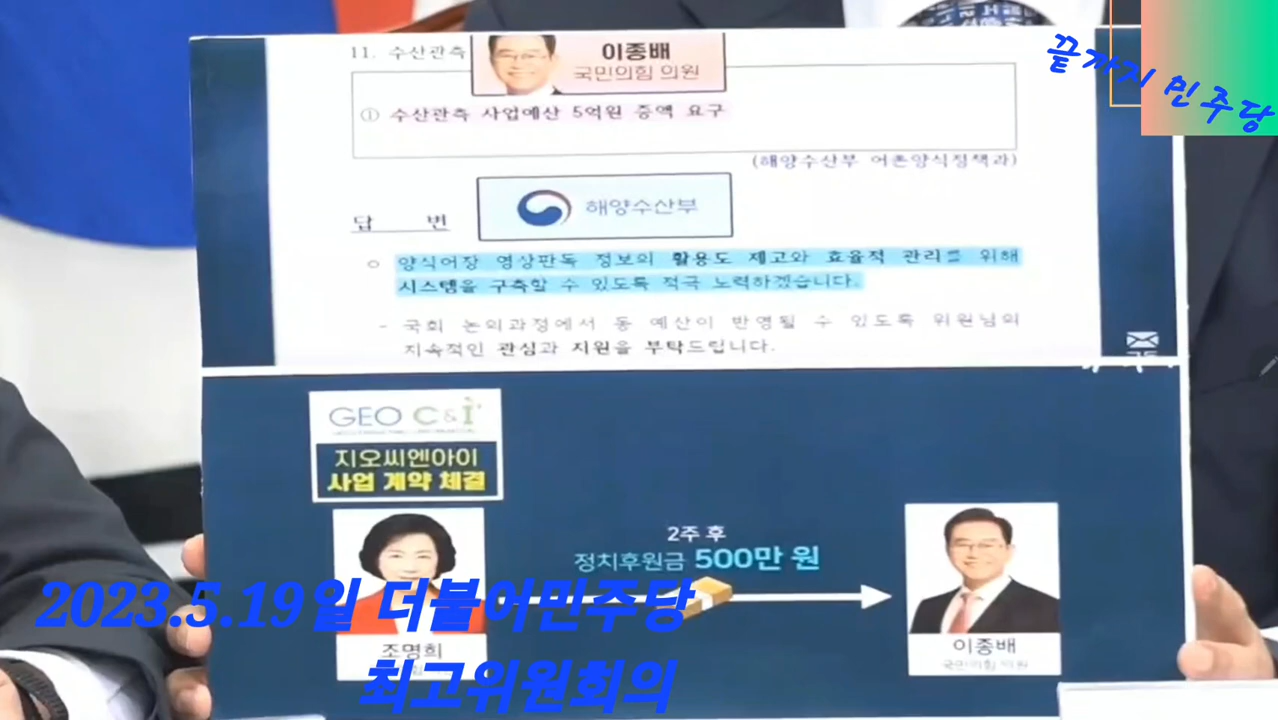 11. 수산관측
이종배
국민의힘 의원
끝까지 민주당
① 수산관측 사업예산 5억원 증액 요구
(해양수산부 어촌양식정책과)
답 변
해양수산부
○ 양식어장 영상판독 정보의 활용도 제고와 효율적 관리를 위해
시스템을 구축할 수 있도록 적극 노력하겠습니다.
- 국회 논의과정에서 동 예산이 반영될 수 있도록 위원님의
지속적인 관심과 지원을 부탁드립니다.
GEO C&I
지오씨엔아이
사업 계약 체결
2주 후
정치후원금 500만 원
2023.5.19일 더불어민주당
최고위원회의
조명희
이종배
국민의힘 의원